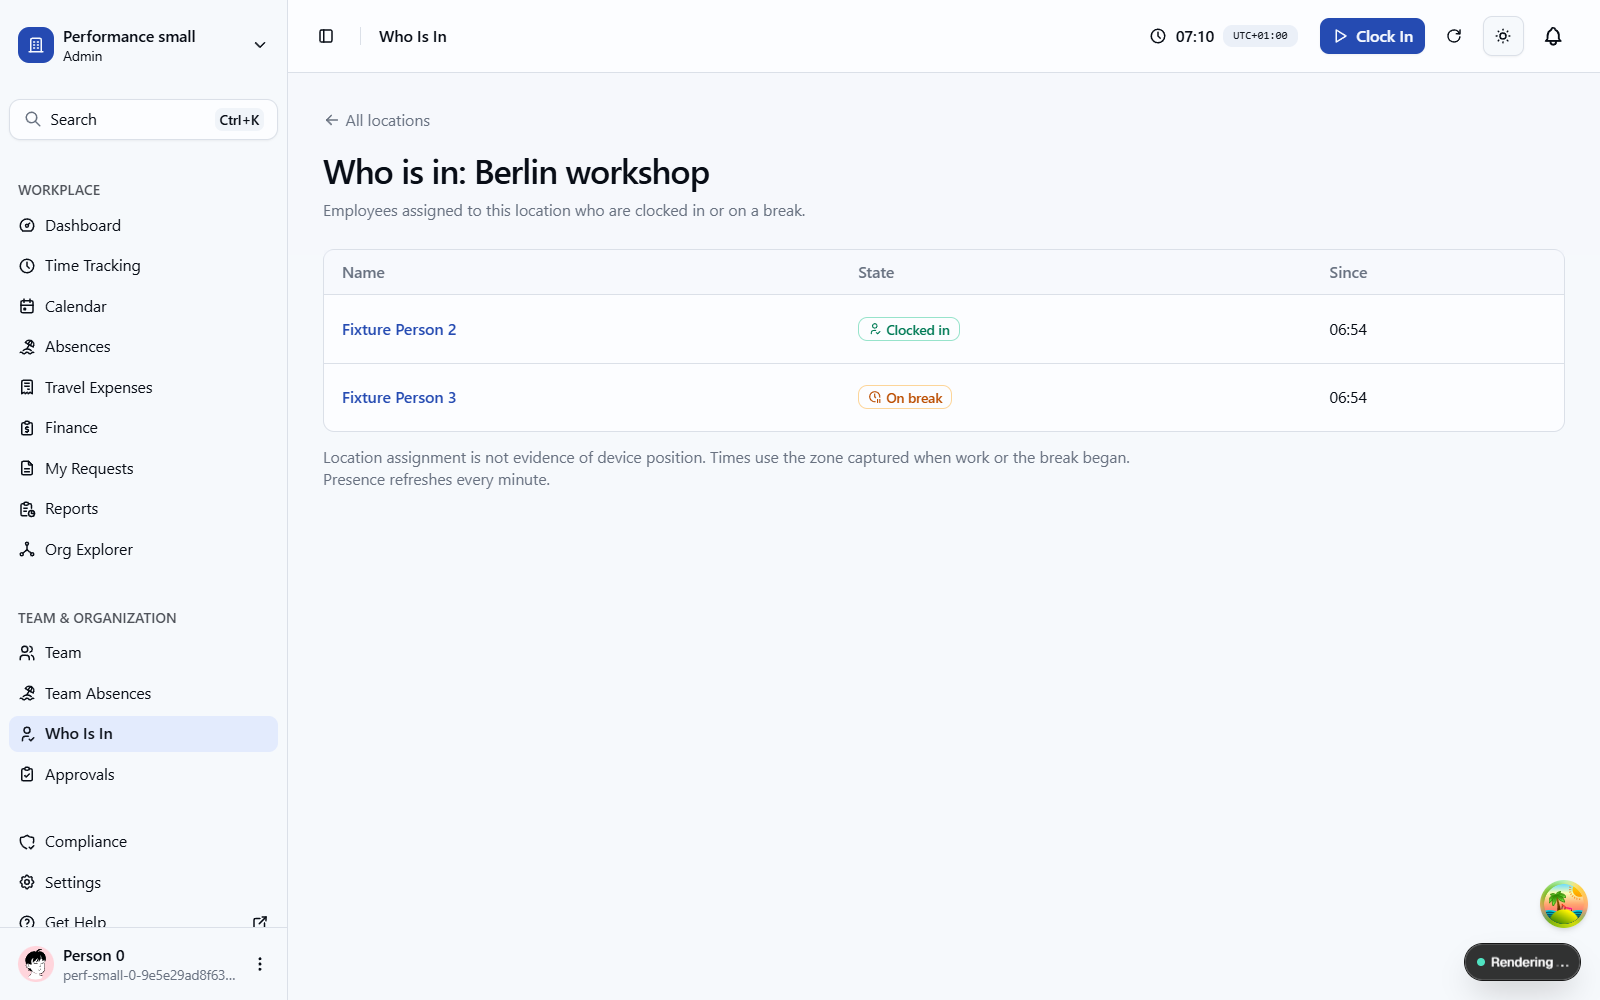 Performance small
Admin
Search
Ctrl+K
WORKPLACE
Dashboard
Time Tracking
Calendar
Absences
Travel Expenses
Finance
My Requests
Reports
Org Explorer
TEAM & ORGANIZATION
Team
Team Absences
Who Is In
Approvals
Compliance
Settings
Get Help
Person 0
perf-small-0-9e5e29ad8f63...
Who Is In
07:10
UTC+01:00
Clock In
All locations
Who is in: Berlin workshop
Employees assigned to this location who are clocked in or on a break.
Name State Since
Fixture Person 2 Clocked in 06:54
Fixture Person 3 On break 06:54
Location assignment is not evidence of device position. Times use the zone captured when work or the break began.
Presence refreshes every minute.
Rendering ...